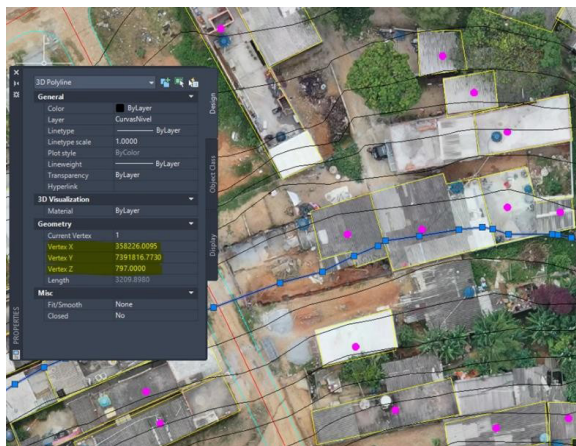 3D Polyline
General
Color ByLayer
Layer CurvasNivel
Linetype ByLayer
Linetype scale 1.0000
Plot style ByColor
Lineweight ByLayer
Transparency ByLayer
Hyperlink
3D Visualization
Material ByLayer
Geometry
Current Vertex 1
Vertex X 358226.0095
Vertex Y 7391816.7730
Vertex Z 797.0000
Length 3209.8980
Misc
Fit/Smooth None
Closed No
Design
Object Class
Display
PROPERTIES